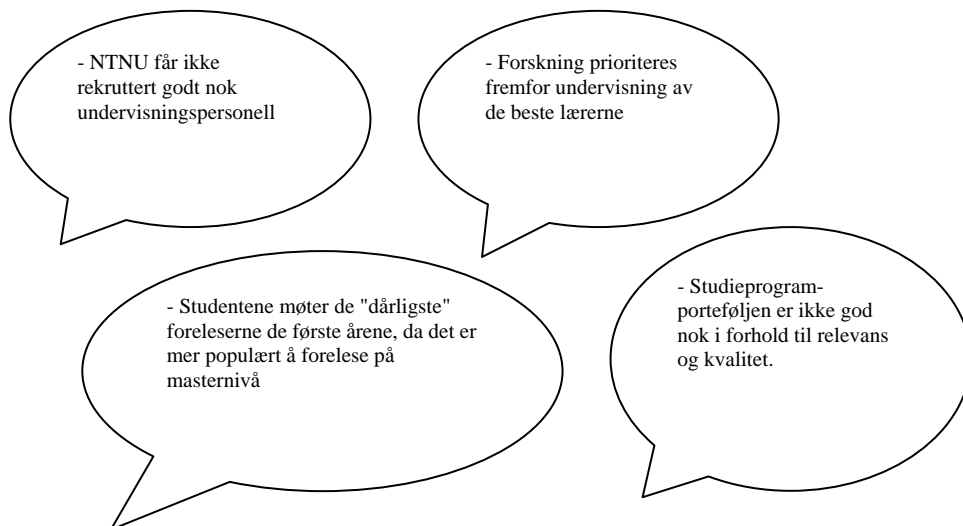 - NTNU får ikke
rekruttert godt nok
undervisningspersonell
- Forskning prioriteres
fremfor undervisning av
de beste lærerne
- Studentene møter de "dårligste"
foreleserne de første årene, da det er
mer populært å forelese på
masternivå
- Studieprogram-
porteføljen er ikke god
nok i forhold til relevans
og kvalitet.